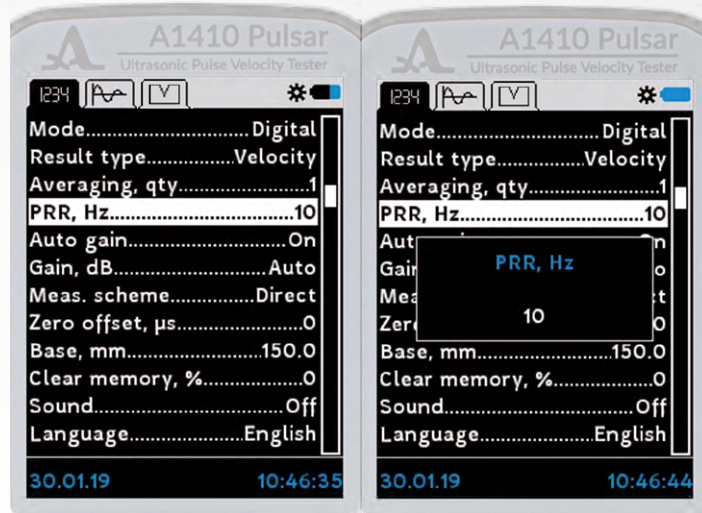 A1410 Pulsar
Ultrasonic Pulse Velocity Tester
1234
V
Mode.............................Digital
Result type...............Velocity
Averaging, qty.......................1
PRR, Hz.................................10
Auto gain............................On
Gain, dB............................Auto
Meas. scheme...............Direct
Zero offset, µs.......................0
Base, mm.........................150.0
Clear memory, %..................0
Sound..................................Off
Language.....................English
30.01.19 10:46:35
A1410 Pulsar
Ultrasonic Pulse Velocity Tester
1234
V
Mode.............................Digital
Result type...............Velocity
Averaging, qty.......................1
PRR, Hz.................................10
PRR, Hz
10
Base, mm.........................150.0
Clear memory, %..................0
Sound..................................Off
Language.....................English
30.01.19 10:46:44